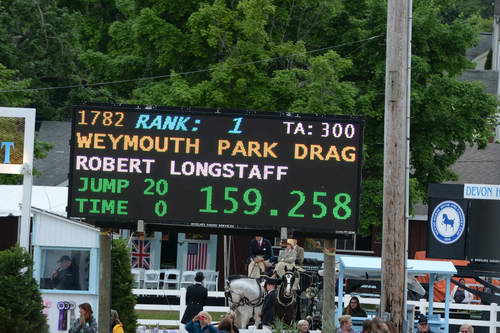 1782 RANK: 1 TA: 300
WEYMOUTH PARK DRAG
ROBERT LONGSTAFF
JUMP 20
TIME 0 159.258
DEVON H
T